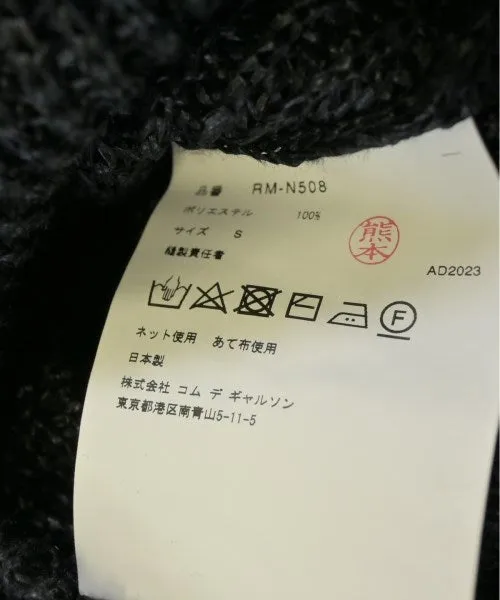 品番 RM-N508
ポリエステル 100%
サイズ S
縫製責任者
熊本
AD2023
F
ネット使用 あて布使用
日本製
株式会社 コム デ ギャルソン
東京都港区南青山5-11-5